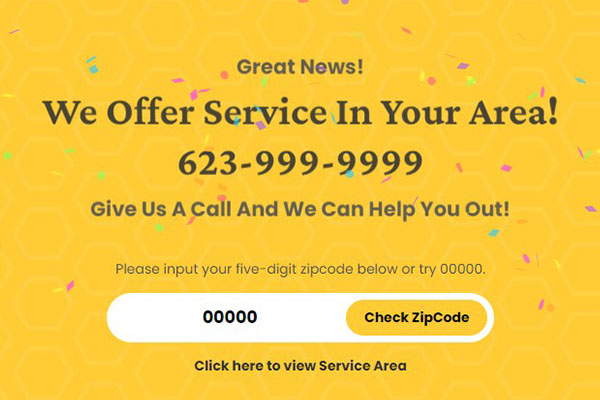 Great News!
We Offer Service In Your Area!
623-999-9999
Give Us A Call And We Can Help You Out!
Please input your five-digit zipcode below or try 00000.
00000
Check ZipCode
Click here to view Service Area